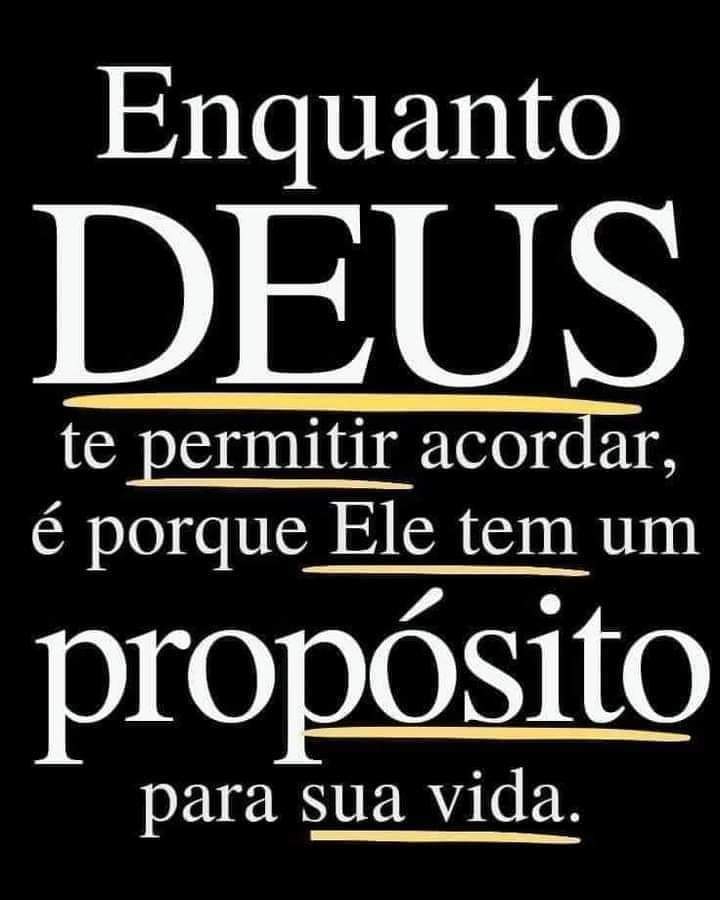 Enquanto
DEUS
te permitir acordar,
é porque Ele tem um
propósito
para sua vida.